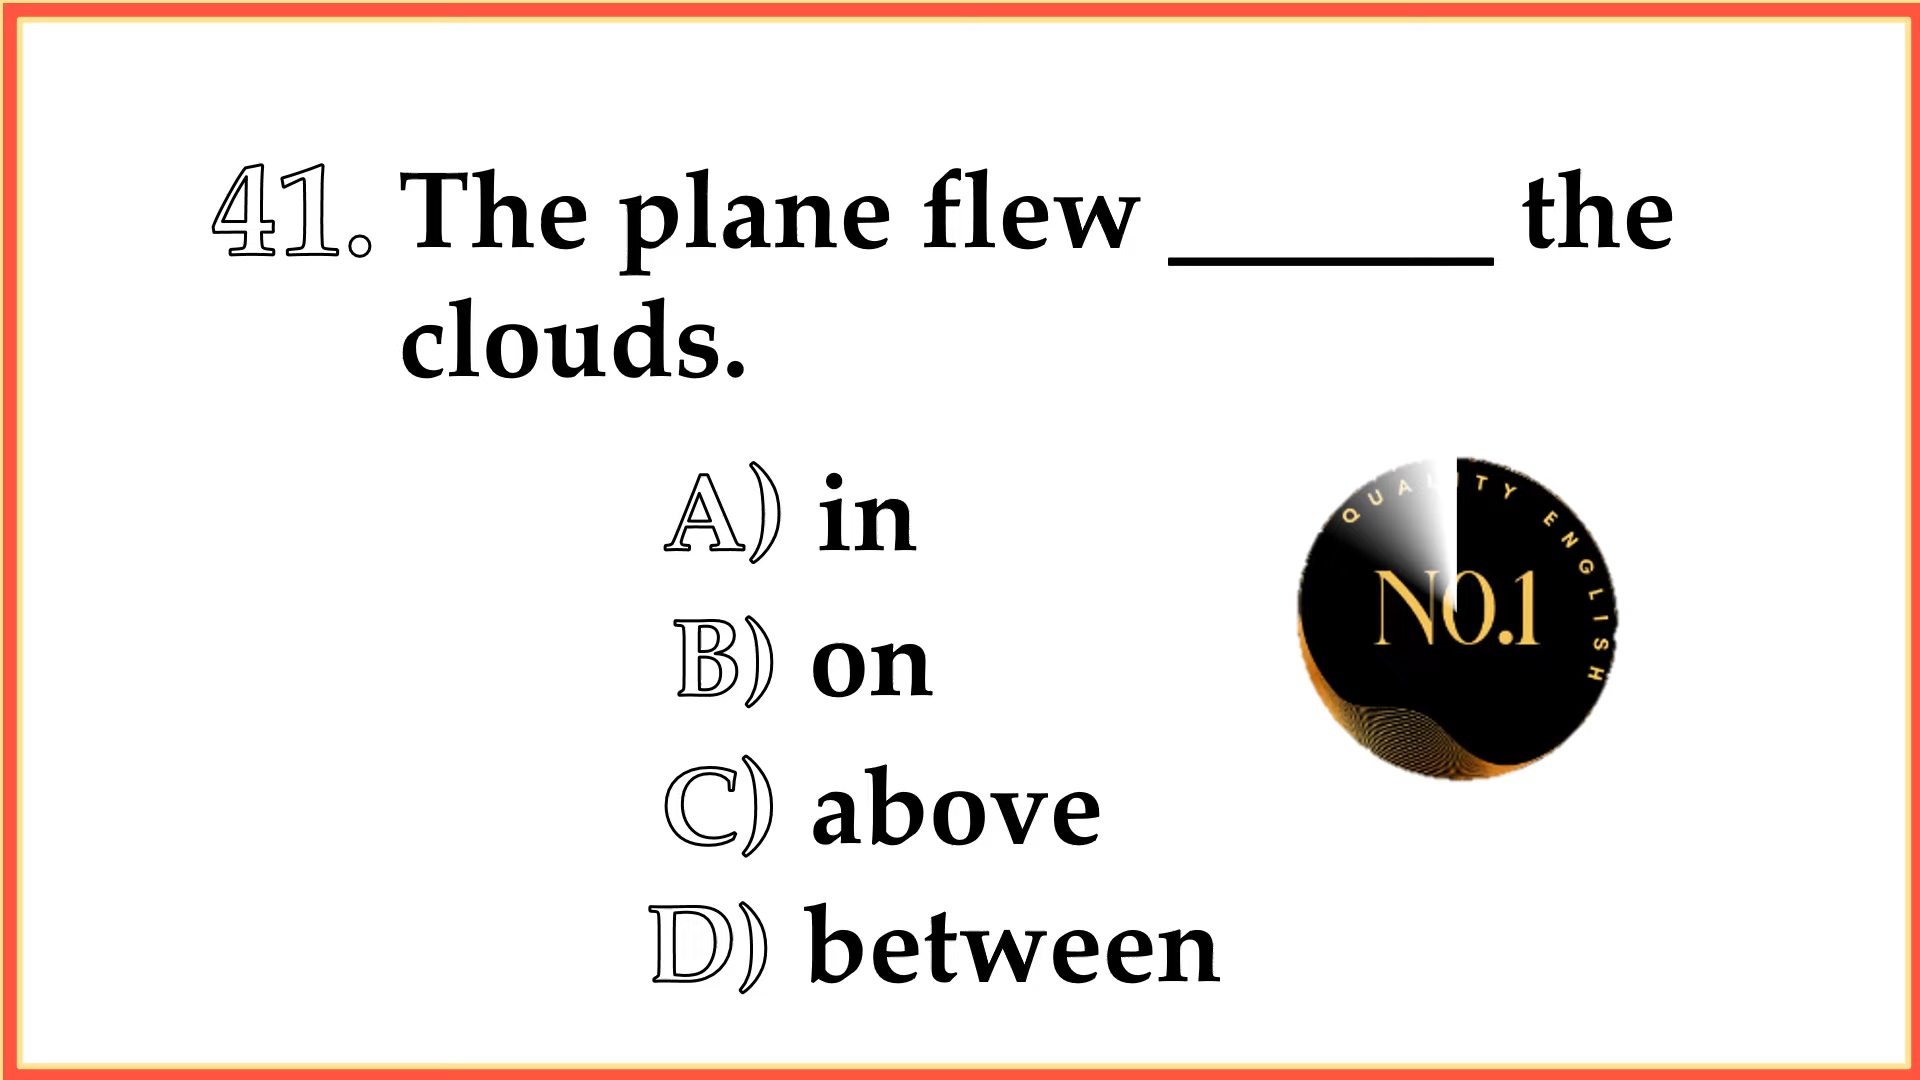 41. The plane flew ______ the
clouds.
A) in
B) on
C) above
D) between
QUALITY ENGLISH
NO.1